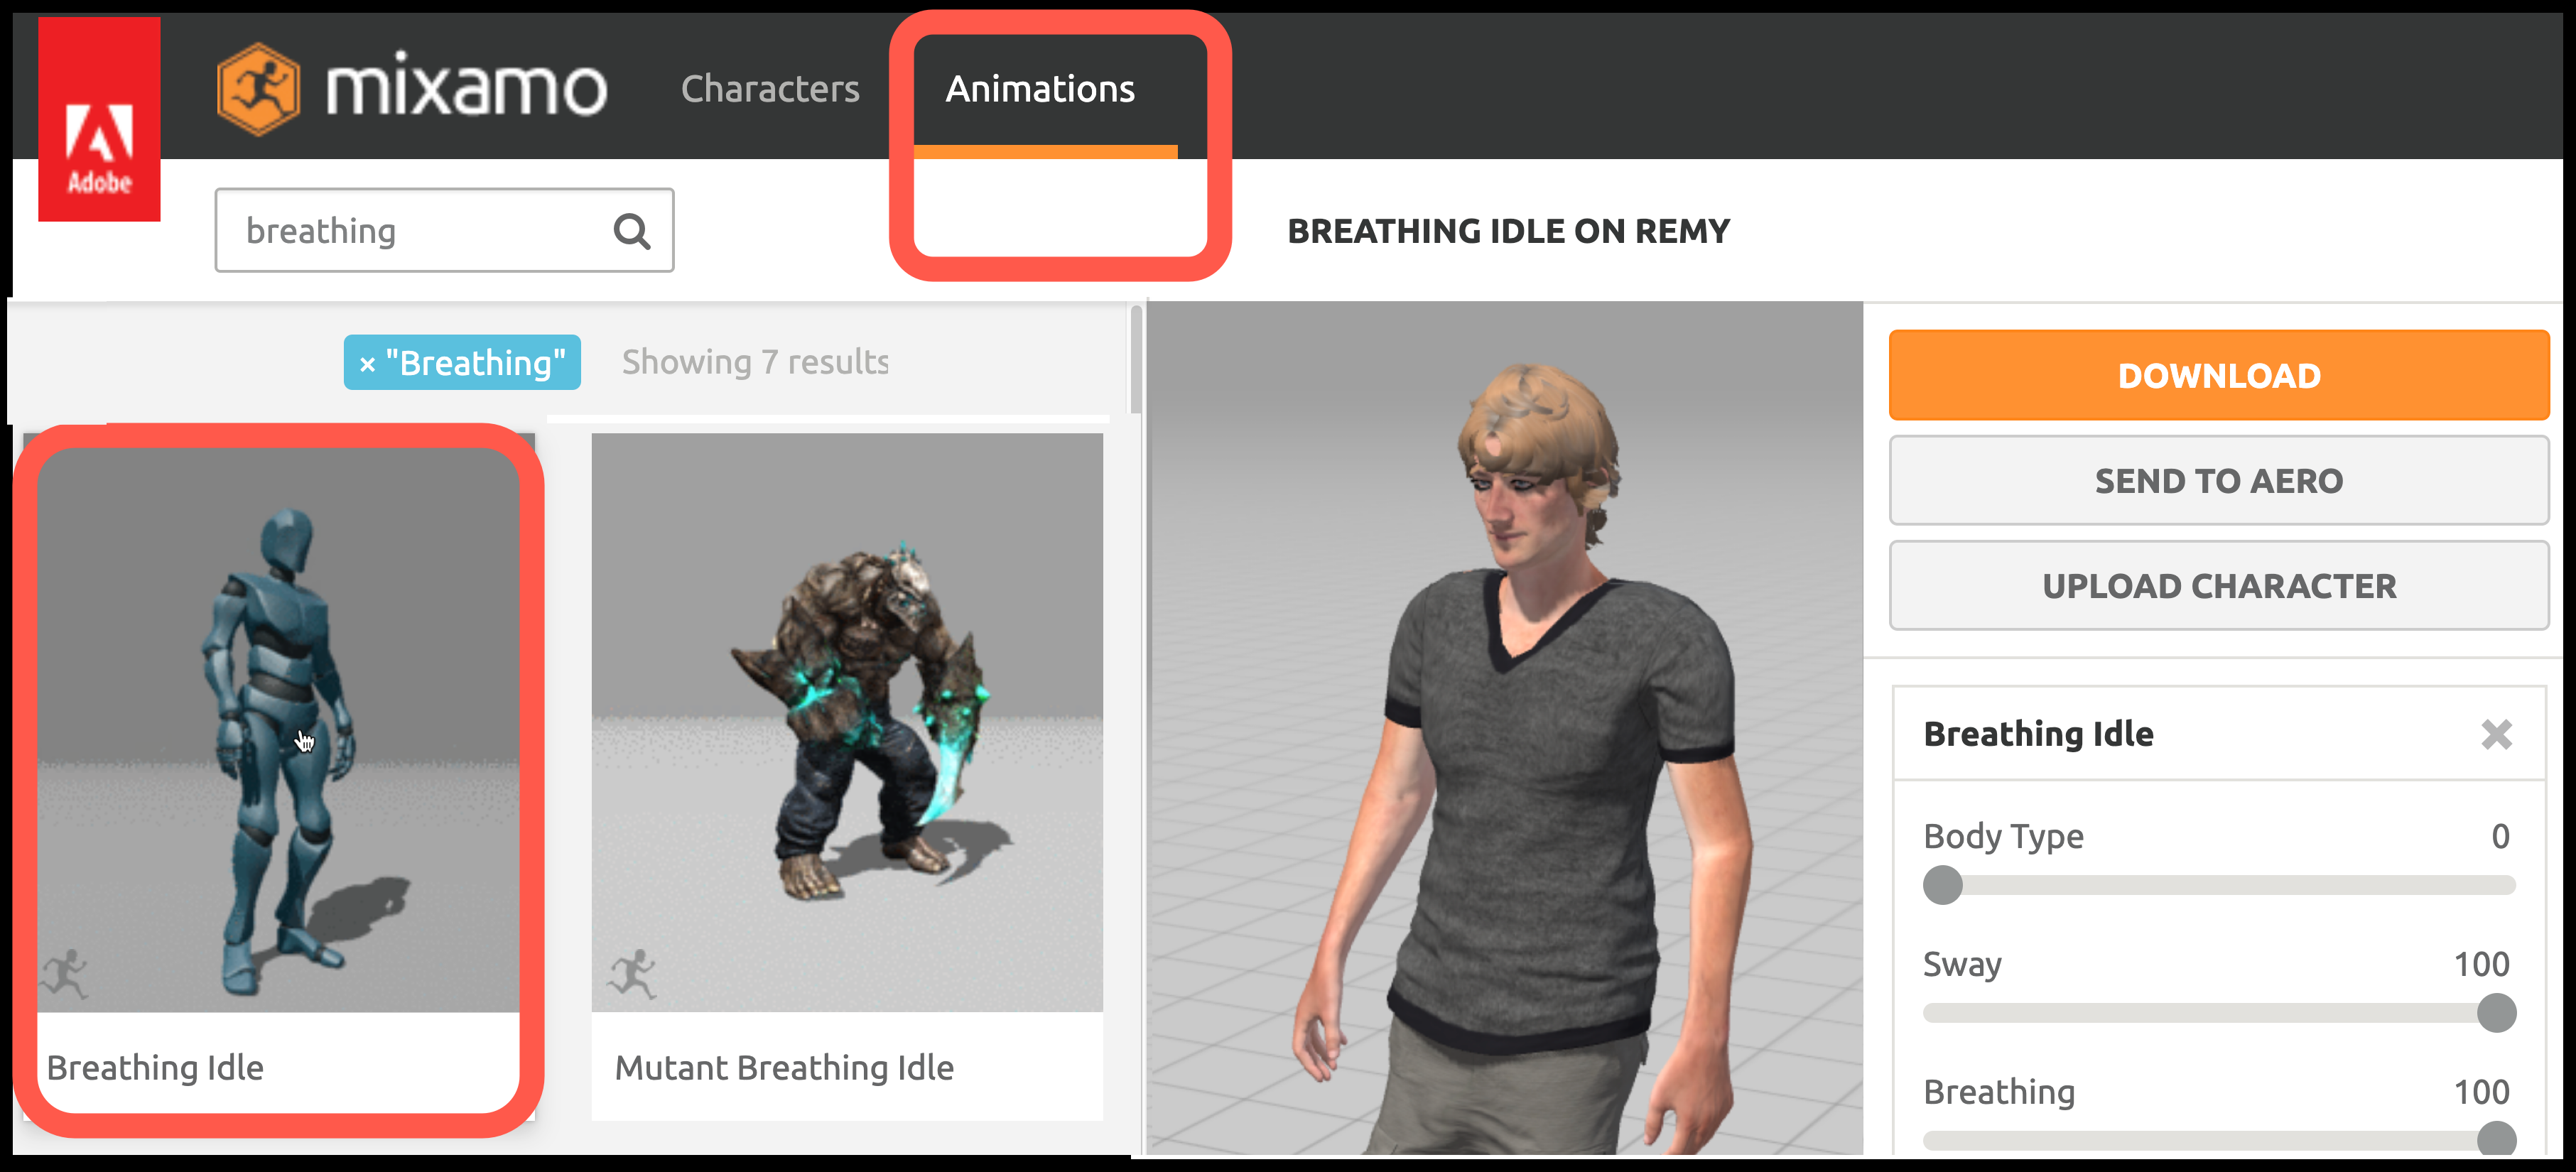 Adobe
mixamo
Characters
Animations
breathing
BREATHING IDLE ON REMY
× "Breathing"
Showing 7 results
DOWNLOAD
SEND TO AERO
UPLOAD CHARACTER
Breathing Idle
Mutant Breathing Idle
Breathing Idle
Body Type 0
Sway 100
Breathing 100